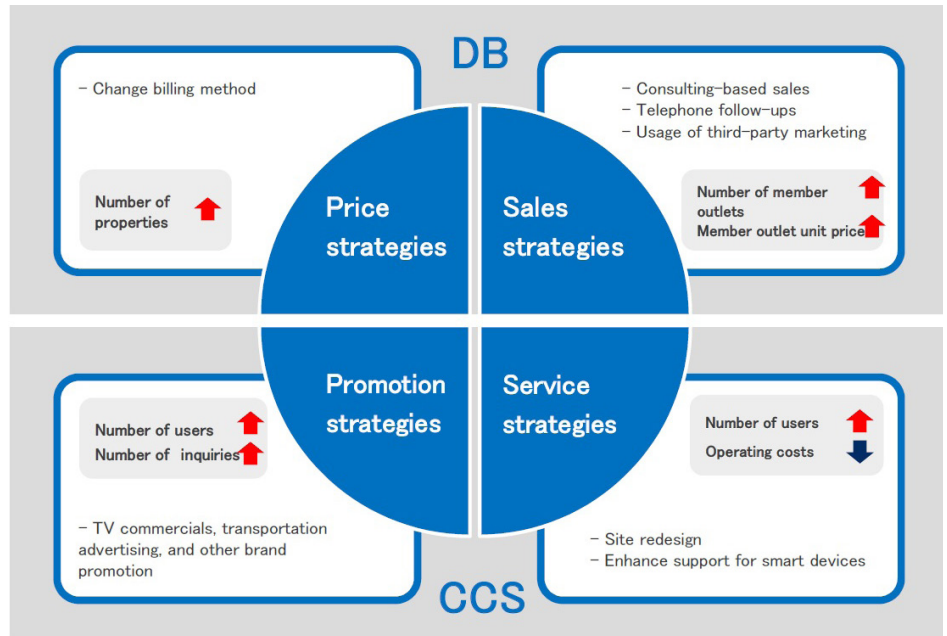 DB
– Change billing method
Number of
properties
Price
strategies
– Consulting-based sales
– Telephone follow-ups
– Usage of third-party marketing
Sales
strategies
Number of member
outlets
Member outlet unit price
Promotion
strategies
Number of users
Number of inquiries
– TV commercials, transportation
advertising, and other brand
promotion
Service
strategies
Number of users
Operating costs
– Site redesign
– Enhance support for smart devices
CCS